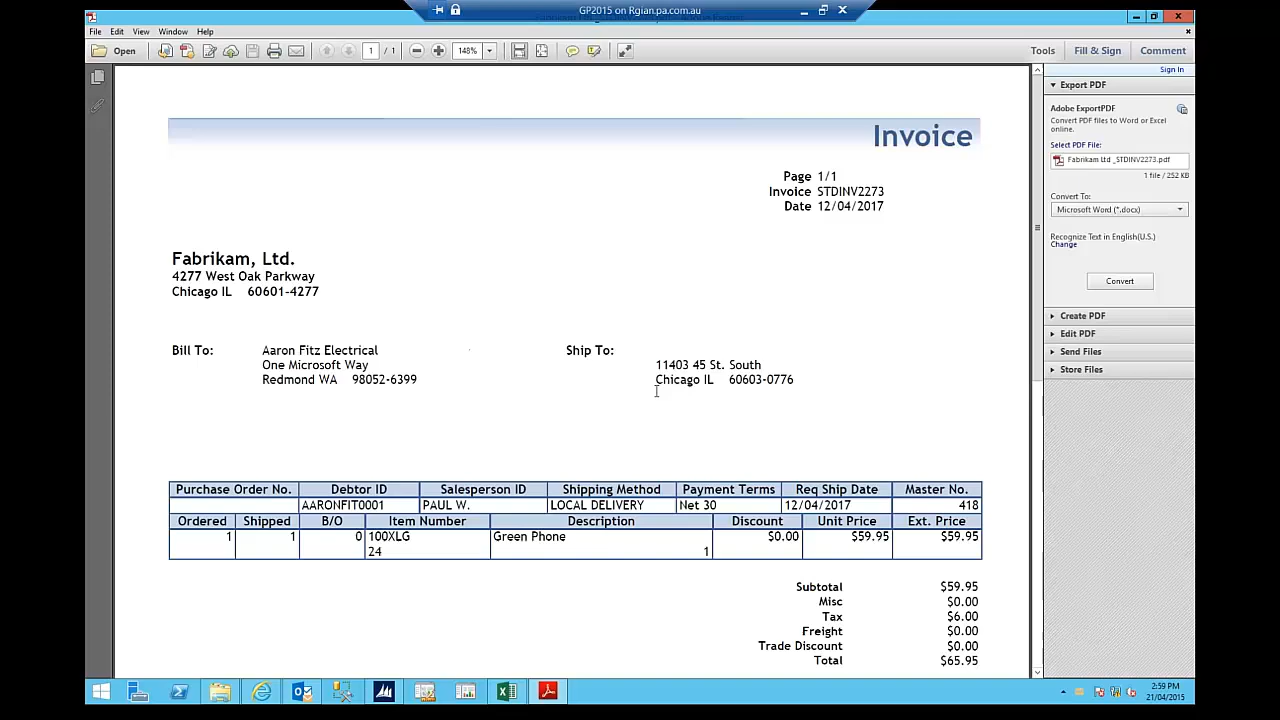 GP2015 on Rgian.pa.com.au
File Edit View Window Help
Open 1 / 1 148% Tools Fill & Sign Comment
Sign In
Export PDF
Adobe ExportPDF
Convert PDF files to Word or Excel
online.
Select PDF File:
Fabrikam Ltd _STDINV2273.pdf
1 file / 252 KB
Convert To:
Microsoft Word (*.docx)
Recognize Text in English(U.S.)
Change
Convert
Create PDF
Edit PDF
Send Files
Store Files
Invoice
Page 1/1
Invoice STDINV2273
Date 12/04/2017
Fabrikam, Ltd.
4277 West Oak Parkway
Chicago IL 60601-4277
Bill To: Aaron Fitz Electrical Ship To:
One Microsoft Way 11403 45 St. South
Redmond WA 98052-6399 Chicago IL 60603-0776
Purchase Order No. Debtor ID Salesperson ID Shipping Method Payment Terms Req Ship Date Master No.
AARONFIT0001 PAUL W. LOCAL DELIVERY Net 30 12/04/2017 418
Ordered Shipped B/O Item Number Description Discount Unit Price Ext. Price
1 1 0 100XLG Green Phone $0.00 $59.95 $59.95
24 1
Subtotal $59.95
Misc $0.00
Tax $6.00
Freight $0.00
Trade Discount $0.00
Total $65.95
2:59 PM
21/04/2015